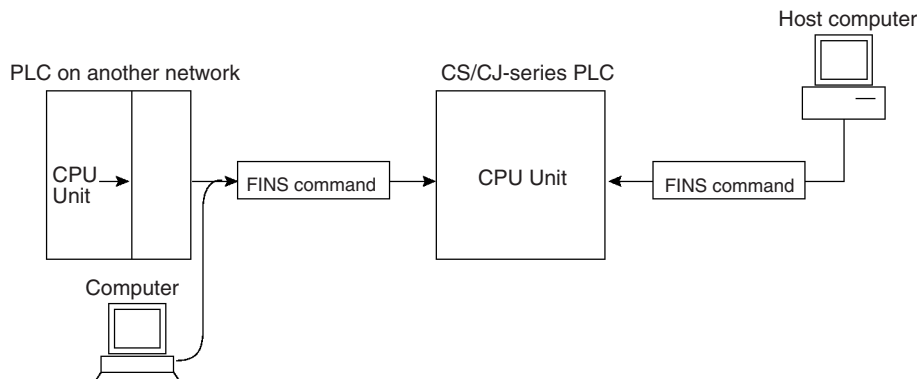 Host computer
PLC on another network
CS/CJ-series PLC
CPU
Unit
FINS command
CPU Unit
FINS command
Computer